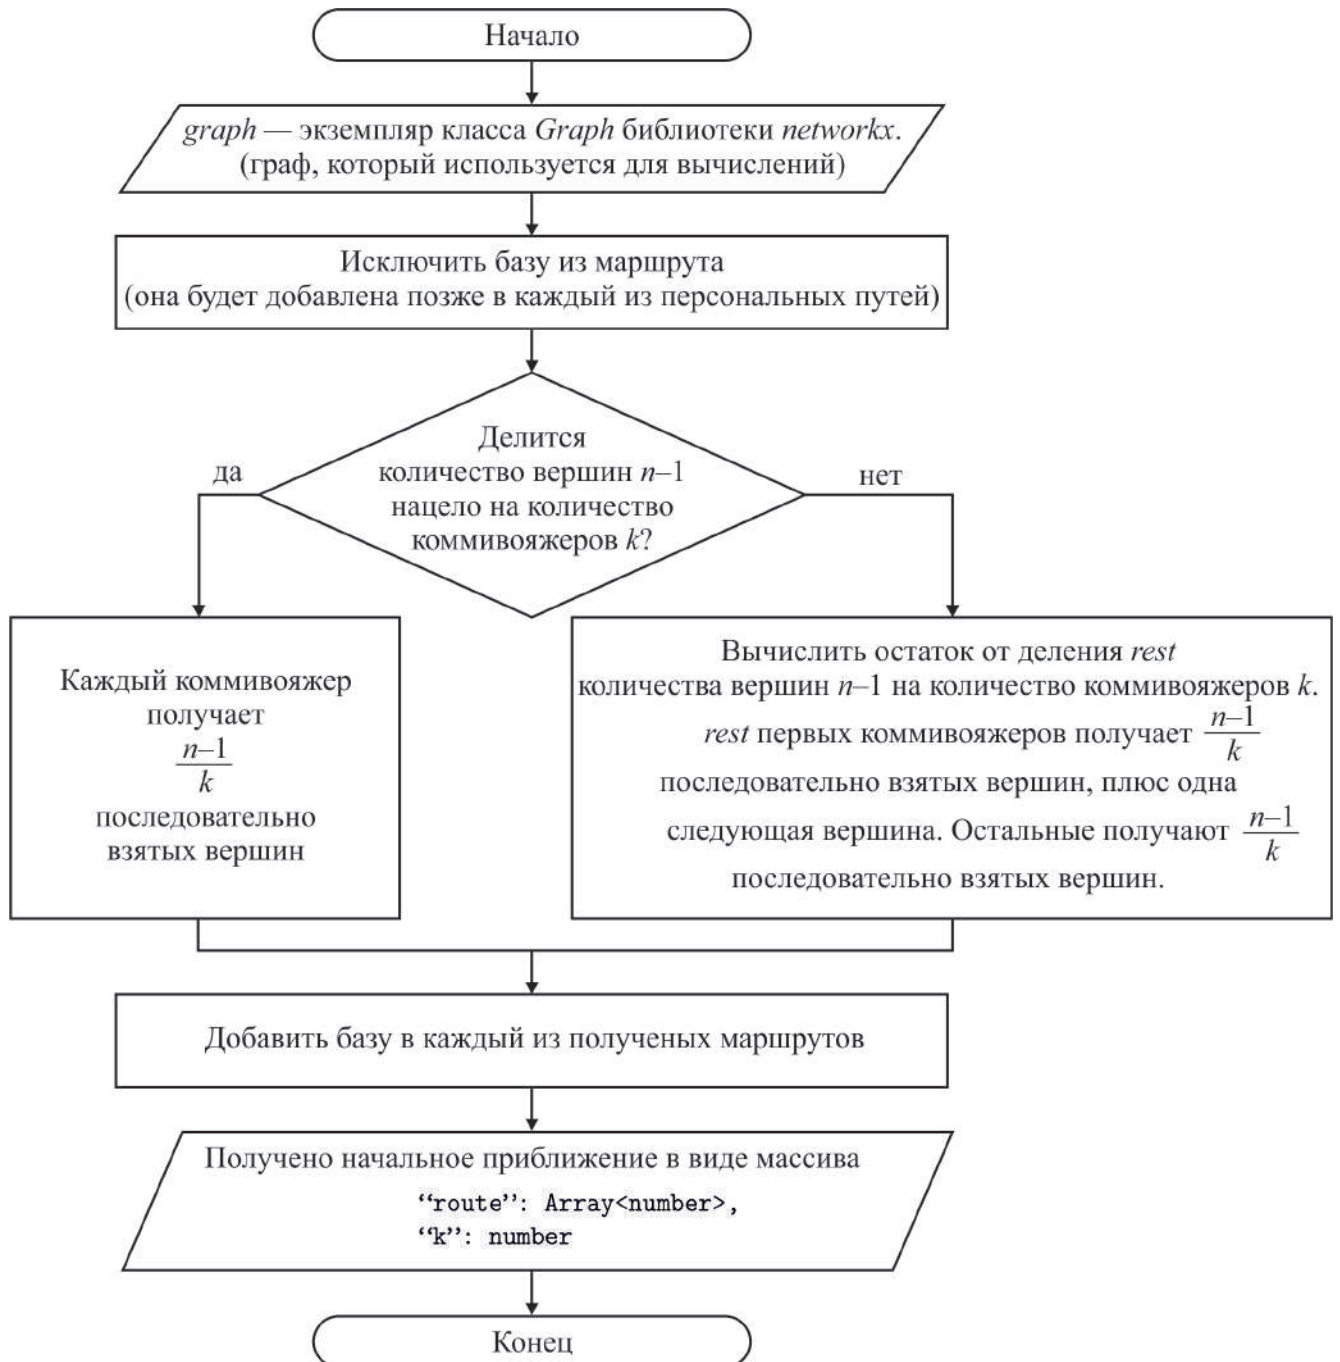 Начало
graph — экземпляр класса Graph библиотеки networkx.
(граф, который используется для вычислений)
Исключить базу из маршрута
(она будет добавлена позже в каждый из персональных путей)
Делится
количество вершин n–1
нацело на количество
коммивояжеров k?
да
нет
Каждый коммивояжер
получает
n–1
k
последовательно
взятых вершин
Вычислить остаток от деления rest
количества вершин n–1 на количество коммивояжеров k.
rest первых коммивояжеров получает n–1/k
последовательно взятых вершин, плюс одна
следующая вершина. Остальные получают n–1/k
последовательно взятых вершин.
Добавить базу в каждый из полученых маршрутов
Получено начальное приближение в виде массива
“route”: Array<number>,
“k”: number
Конец